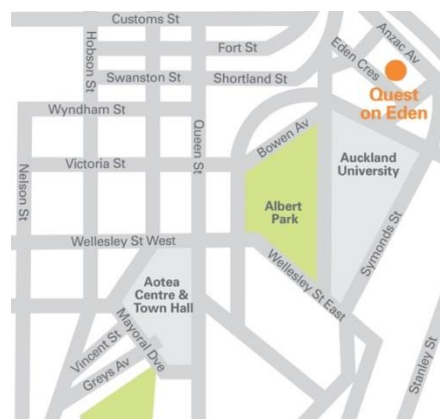 Customs St
Hobson St
Fort St
Anzac Av
Eden Cres
Swanston St
Shortland St
Quest
on Eden
Wyndham St
Queen St
Bowen Av
Auckland
University
Victoria St
Nelson St
Albert
Park
Symonds St
Wellesley St West
Wellesley St East
Aotea
Centre &
Town Hall
Mayoral Dve
Vincent St
Greys Av
Stanley St